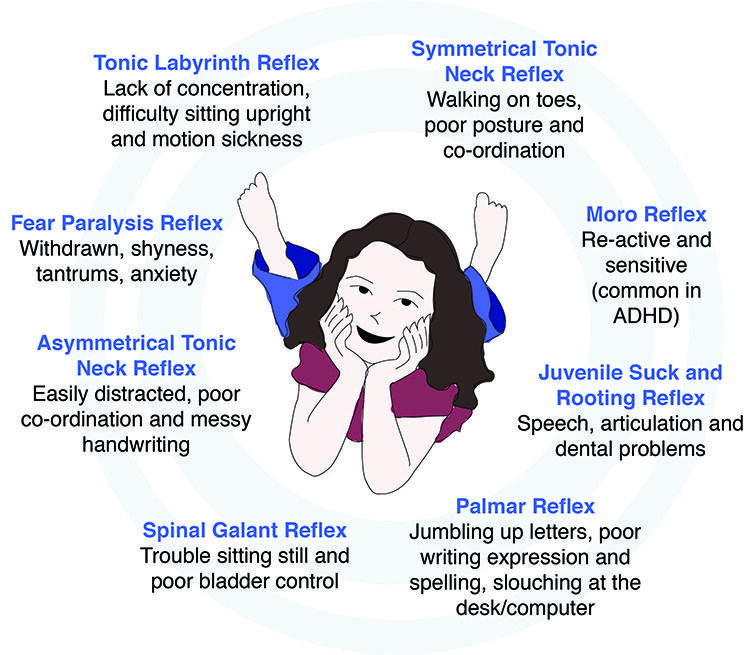 Tonic Labyrinth Reflex
Lack of concentration,
difficulty sitting upright
and motion sickness
Symmetrical Tonic
Neck Reflex
Walking on toes,
poor posture and
co-ordination
Fear Paralysis Reflex
Withdrawn, shyness,
tantrums, anxiety
Moro Reflex
Re-active and
sensitive
(common in
ADHD)
Asymmetrical Tonic
Neck Reflex
Easily distracted, poor
co-ordination and messy
handwriting
Juvenile Suck and
Rooting Reflex
Speech, articulation and
dental problems
Spinal Galant Reflex
Trouble sitting still and
poor bladder control
Palmar Reflex
Jumbling up letters, poor
writing expression and
spelling, slouching at the
desk/computer